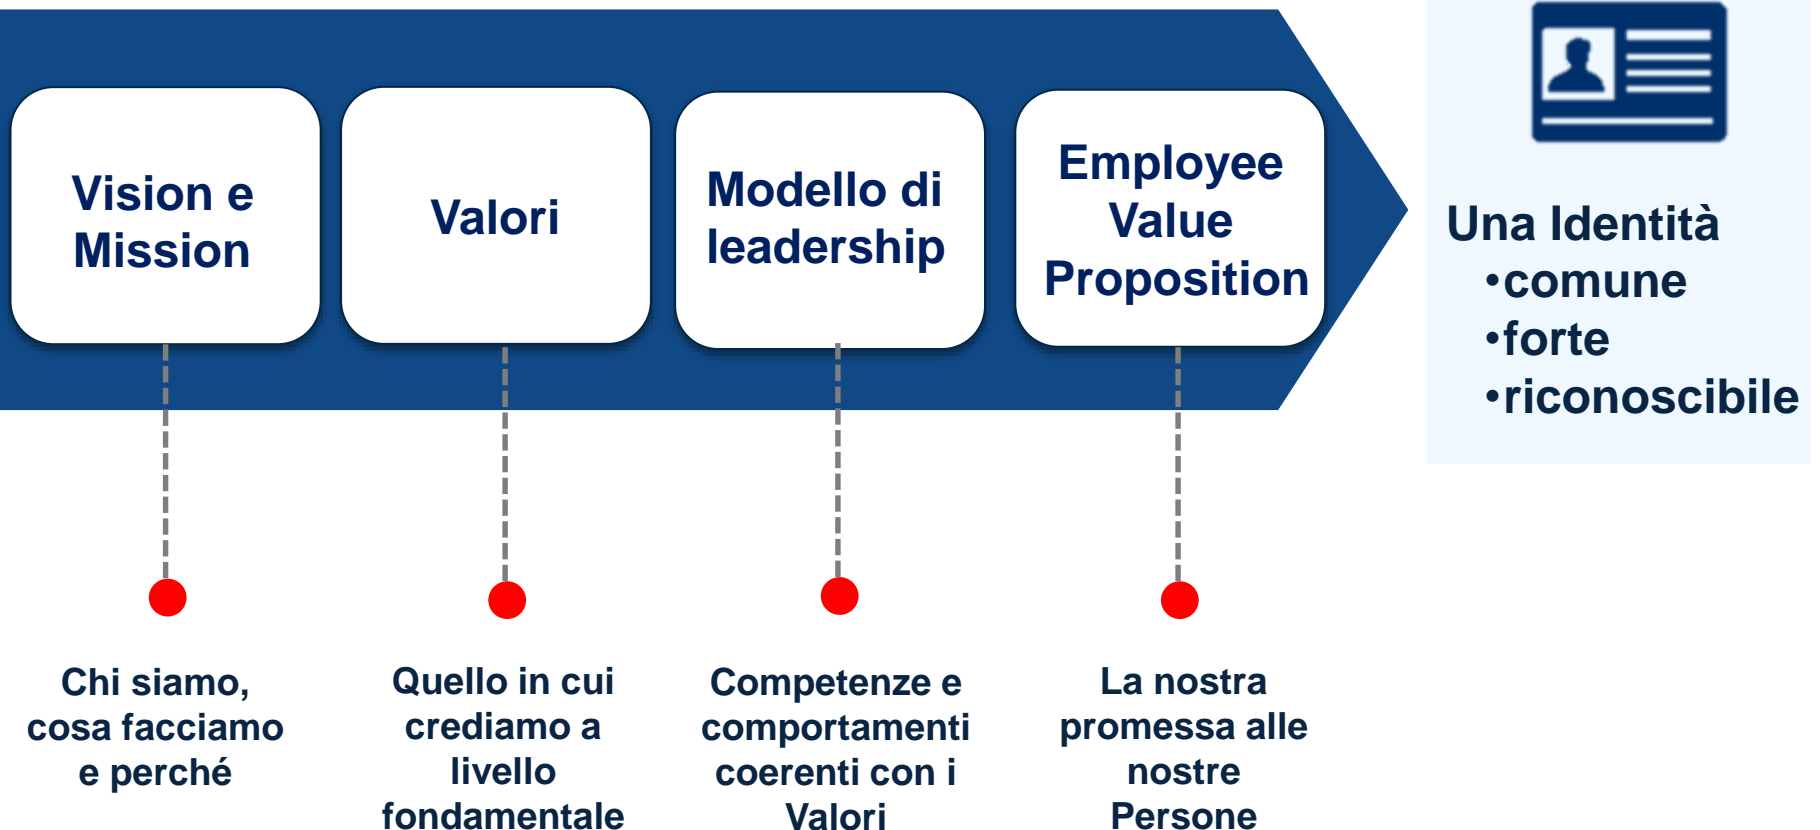 Vision e
Mission
Valori
Modello di
leadership
Employee
Value
Proposition
Una Identità
•comune
•forte
•riconoscibile
Chi siamo,
cosa facciamo
e perché
Quello in cui
crediamo a
livello
fondamentale
Competenze e
comportamenti
coerenti con i
Valori
La nostra
promessa alle
nostre
Persone